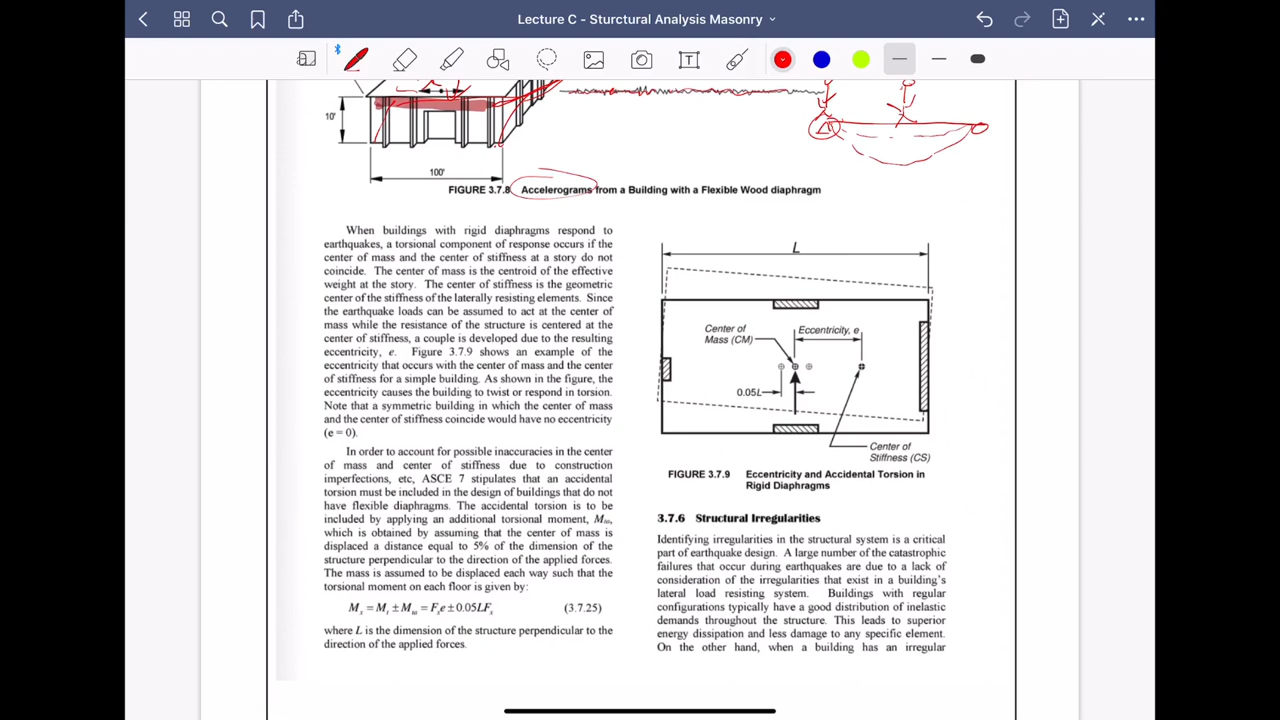 Lecture C - Sturctural Analysis Masonry
10'
100'
FIGURE 3.7.8 Accelerograms from a Building with a Flexible Wood diaphragm
When buildings with rigid diaphragms respond to
earthquakes, a torsional component of response occurs if the
center of mass and the center of stiffness at a story do not
coincide. The center of mass is the centroid of the effective
weight at the story. The center of stiffness is the geometric
center of the stiffness of the laterally resisting elements. Since
the earthquake loads can be assumed to act at the center of
mass while the resistance of the structure is centered at the
center of stiffness, a couple is developed due to the resulting
eccentricity, e. Figure 3.7.9 shows an example of the
eccentricity that occurs with the center of mass and the center
of stiffness for a simple building. As shown in the figure, the
eccentricity causes the building to twist or respond in torsion.
Note that a symmetric building in which the center of mass
and the center of stiffness coincide would have no eccentricity
(e = 0).
In order to account for possible inaccuracies in the center
of mass and center of stiffness due to construction
imperfections, etc, ASCE 7 stipulates that an accidental
torsion must be included in the design of buildings that do not
have flexible diaphragms. The accidental torsion is to be
included by applying an additional torsional moment, Mta,
which is obtained by assuming that the center of mass is
displaced a distance equal to 5% of the dimension of the
structure perpendicular to the direction of the applied forces.
The mass is assumed to be displaced each way such that the
torsional moment on each floor is given by:
Mx = Mt ± Mta = Fxe ± 0.05LFx (3.7.25)
where L is the dimension of the structure perpendicular to the
direction of the applied forces.
L
Center of
Mass (CM)
Eccentricity, e
0.05L
Center of
Stiffness (CS)
FIGURE 3.7.9 Eccentricity and Accidental Torsion in
Rigid Diaphragms
3.7.6 Structural Irregularities
Identifying irregularities in the structural system is a critical
part of earthquake design. A large number of the catastrophic
failures that occur during earthquakes are due to a lack of
consideration of the irregularities that exist in a building's
lateral load resisting system. Buildings with regular
configurations typically have a good distribution of inelastic
demands throughout the structure. This leads to superior
energy dissipation and less damage to any specific element.
On the other hand, when a building has an irregular